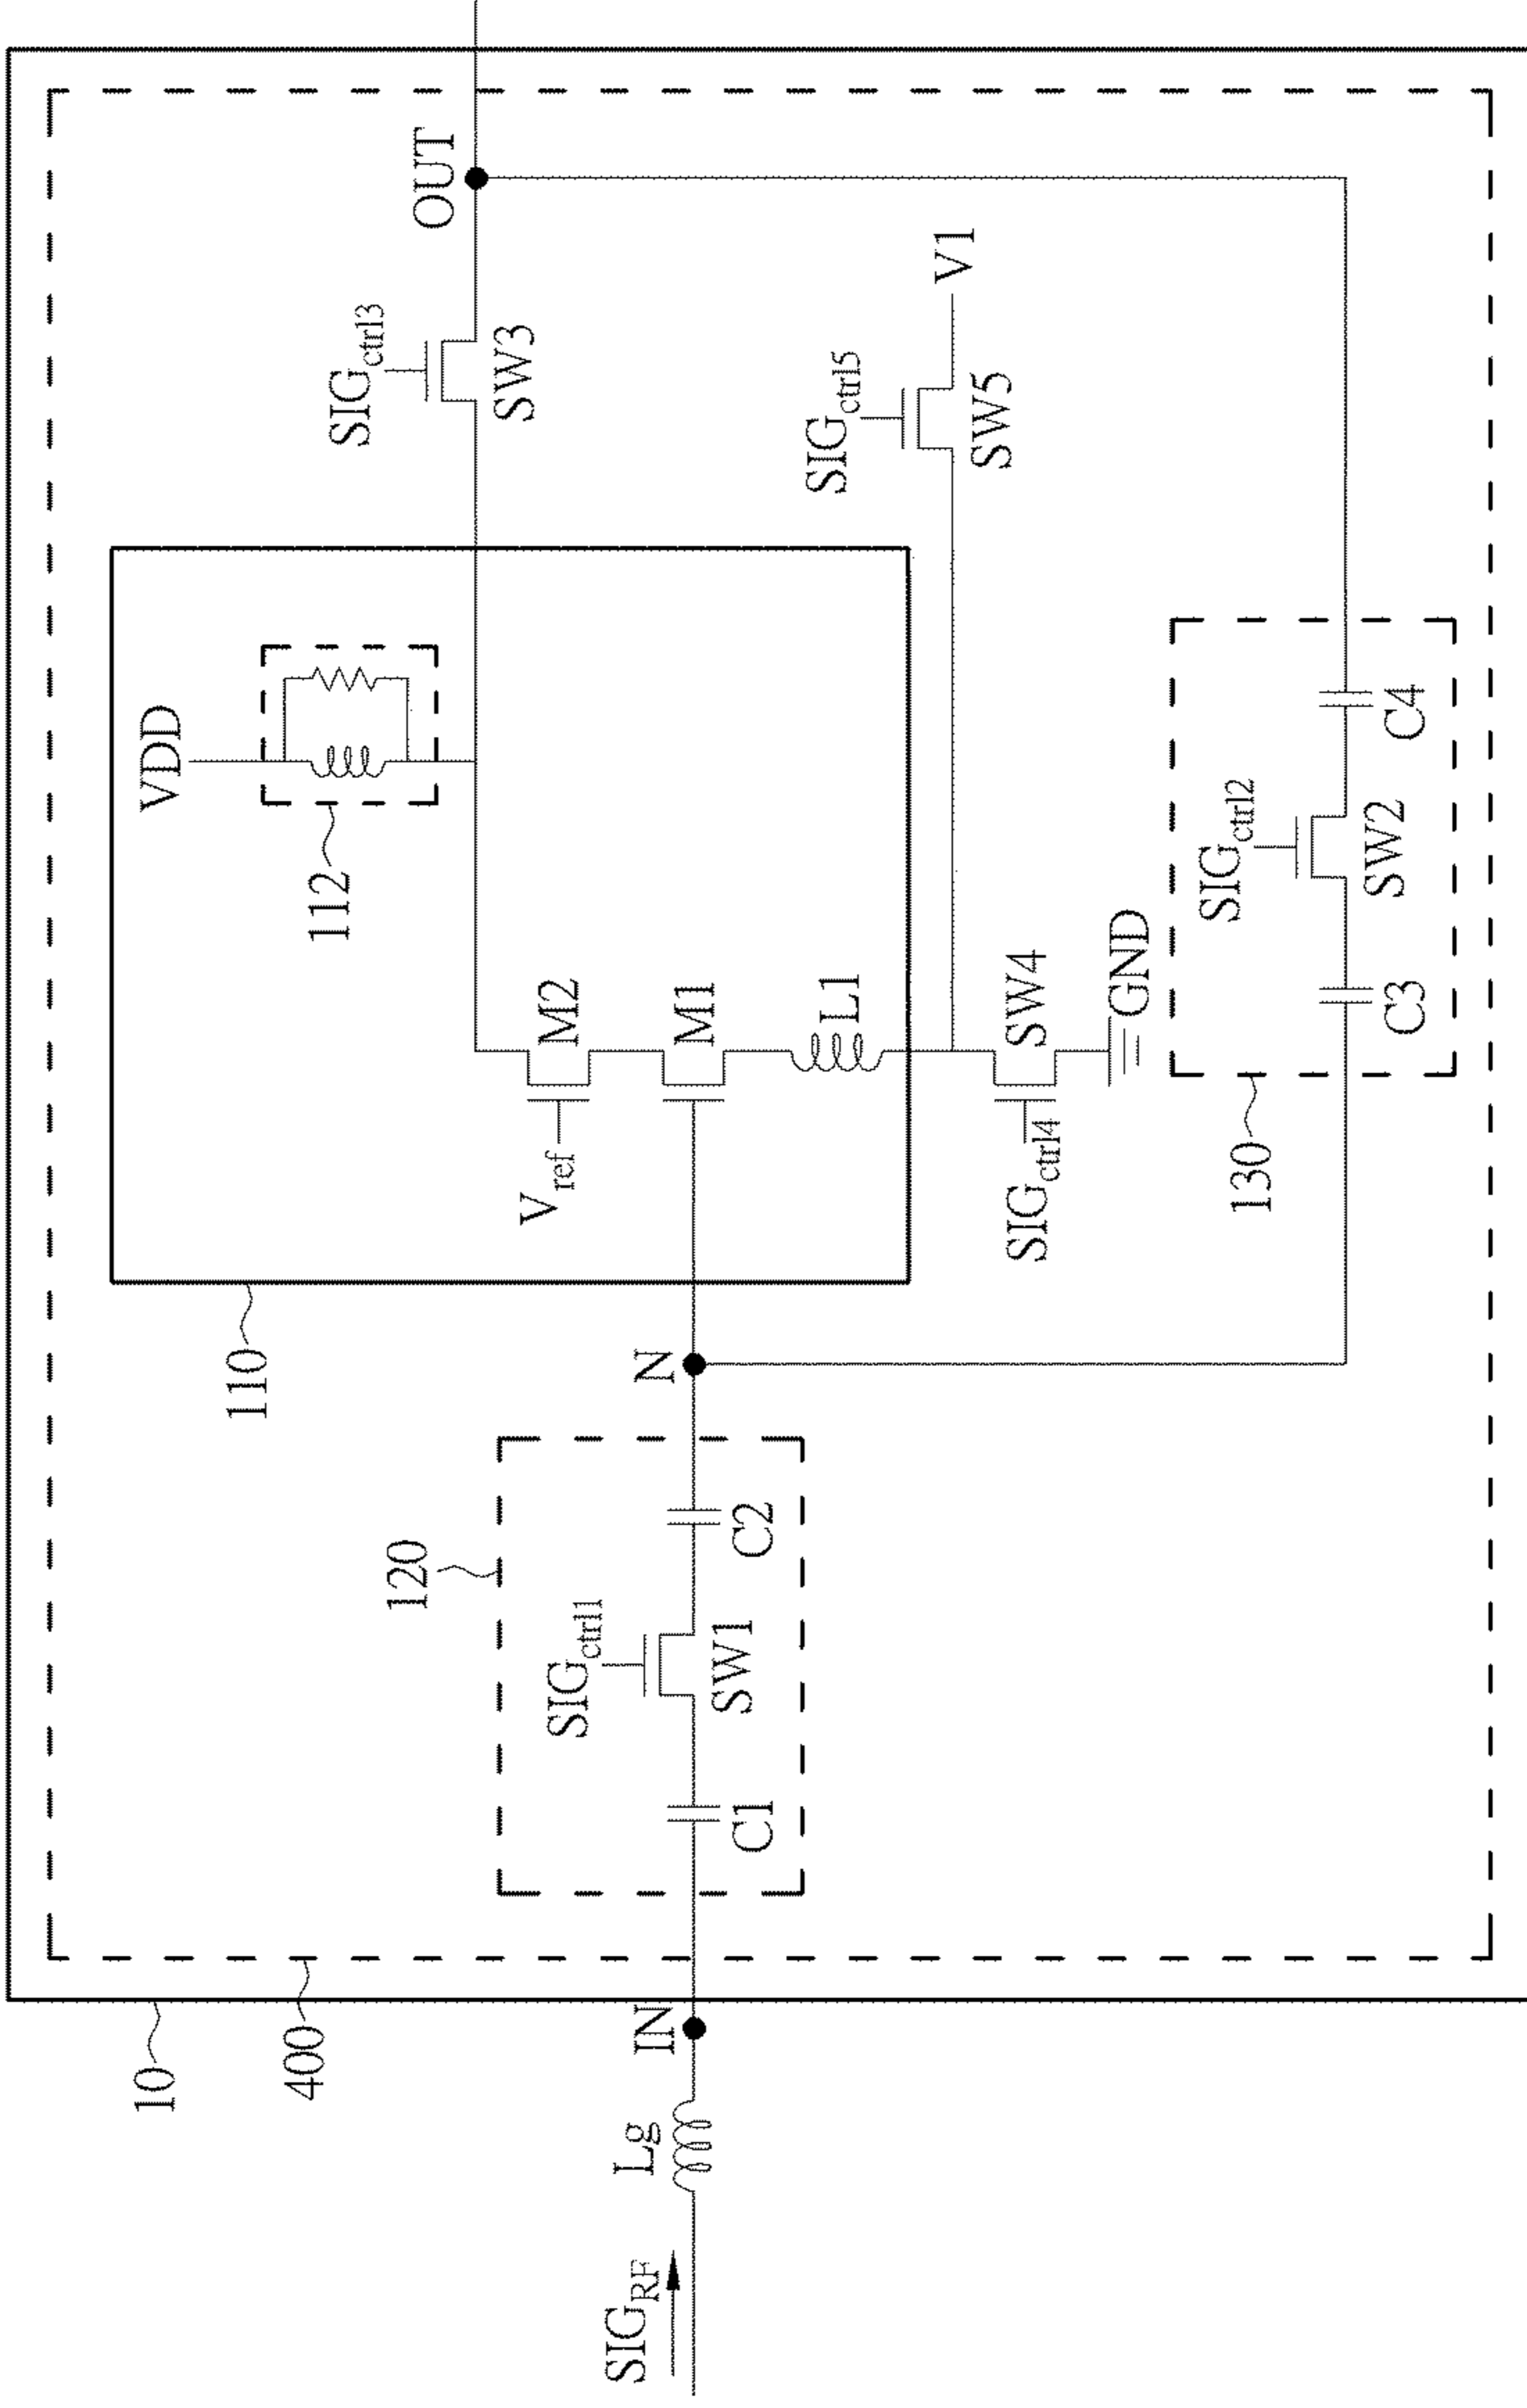 10
400
110
VDD
112
SIGctrl3
SW3
OUT
Vref
M2
M1
L1
SIGctrl5
SW5
V1
SIGRF
Lg
IN
120
SIGctrl1
C1
SW1
C2
N
SIGctrl4
SW4
GND
130
SIGctrl2
C3
SW2
C4